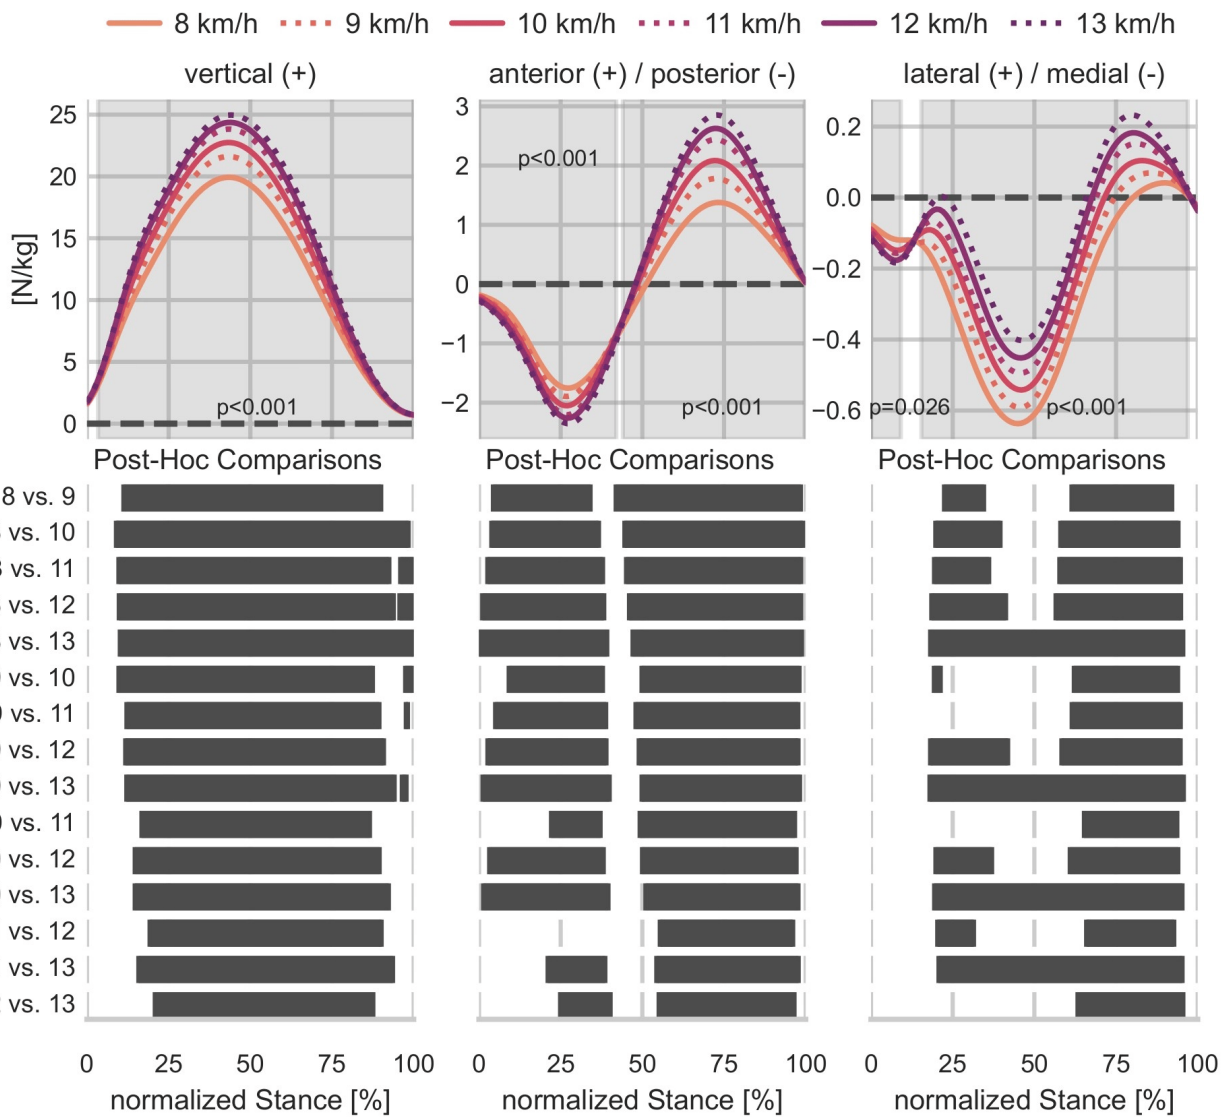 8 km/h 9 km/h 10 km/h 11 km/h 12 km/h 13 km/h
vertical (+) anterior (+) / posterior (-) lateral (+) / medial (-)
[N/kg]
25
20
15
10
5
0
p<0.001
3
2
1
0
−1
−2
p<0.001
p<0.001
0.2
0.0
−0.2
−0.4
−0.6
p=0.026
p<0.001
Post-Hoc Comparisons Post-Hoc Comparisons Post-Hoc Comparisons
8 vs. 9
vs. 10
vs. 11
vs. 12
vs. 13
vs. 10
vs. 11
vs. 12
vs. 13
vs. 11
vs. 12
vs. 13
vs. 12
vs. 13
vs. 13
0 25 50 75 100 0 25 50 75 100 0 25 50 75 100
normalized Stance [%] normalized Stance [%] normalized Stance [%]